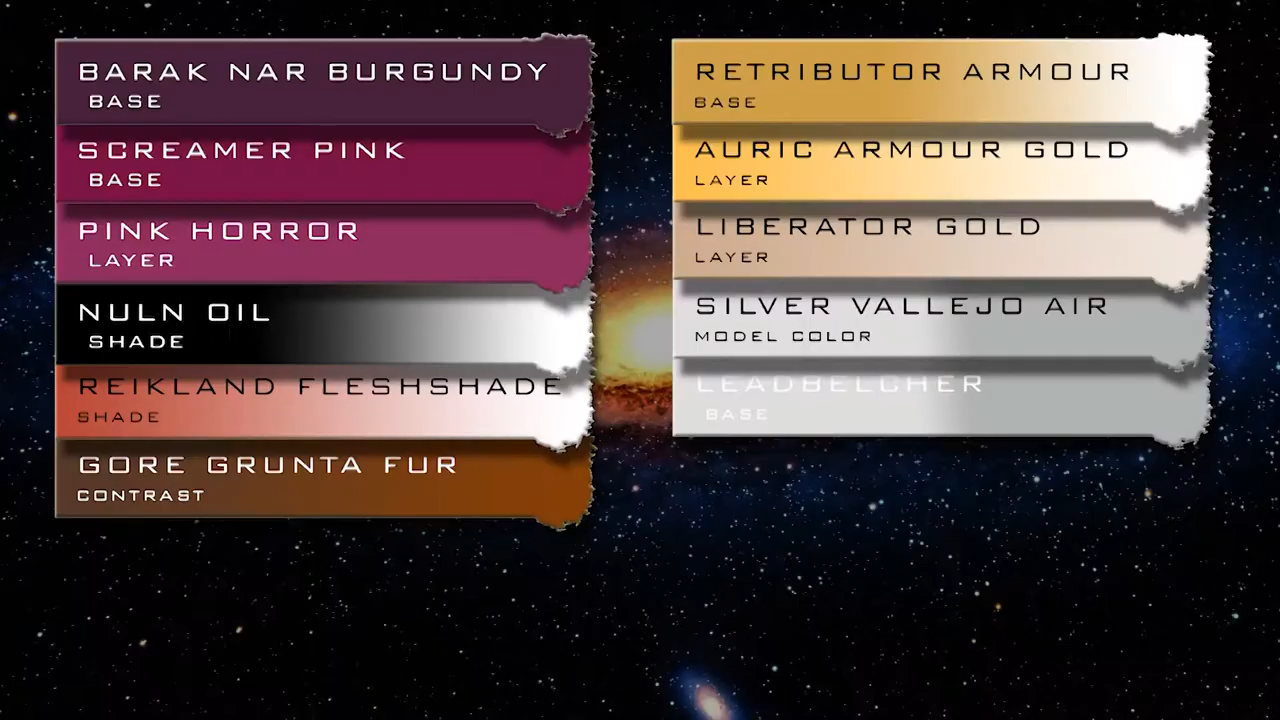 BARAK NAR BURGUNDY
BASE
SCREAMER PINK
BASE
PINK HORROR
LAYER
NULN OIL
SHADE
REIKLAND FLESHSHADE
SHADE
GORE GRUNTA FUR
CONTRAST
RETRIBUTOR ARMOUR
BASE
AURIC ARMOUR GOLD
LAYER
LIBERATOR GOLD
LAYER
SILVER VALLEJO AIR
MODEL COLOR
LEADBELCHER
BASE